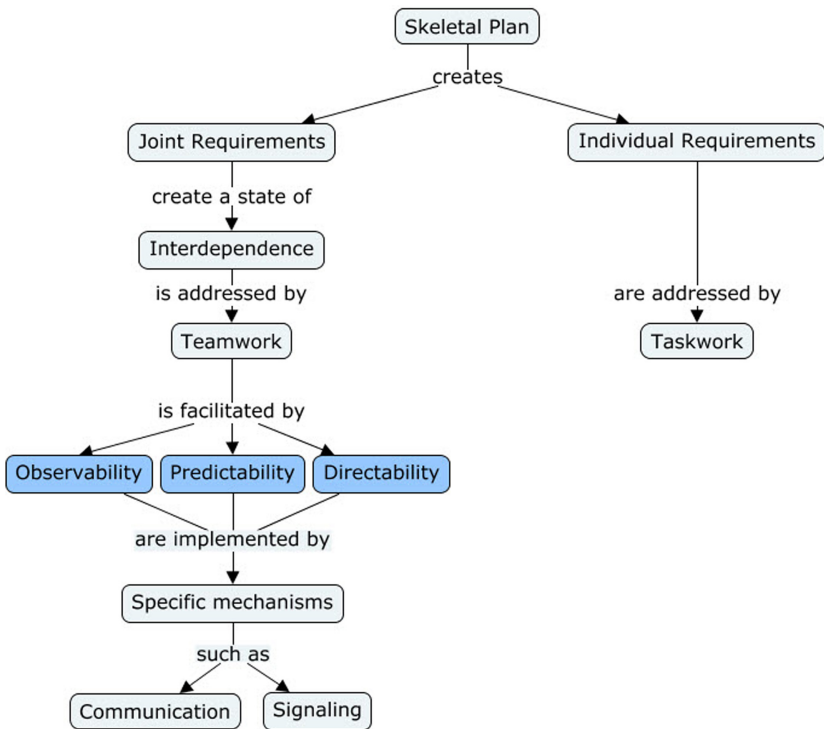 Skeletal Plan
creates
Joint Requirements
Individual Requirements
create a state of
Interdependence
is addressed by
are addressed by
Teamwork
Taskwork
is facilitated by
Observability
Predictability
Directability
are implemented by
Specific mechanisms
such as
Communication
Signaling